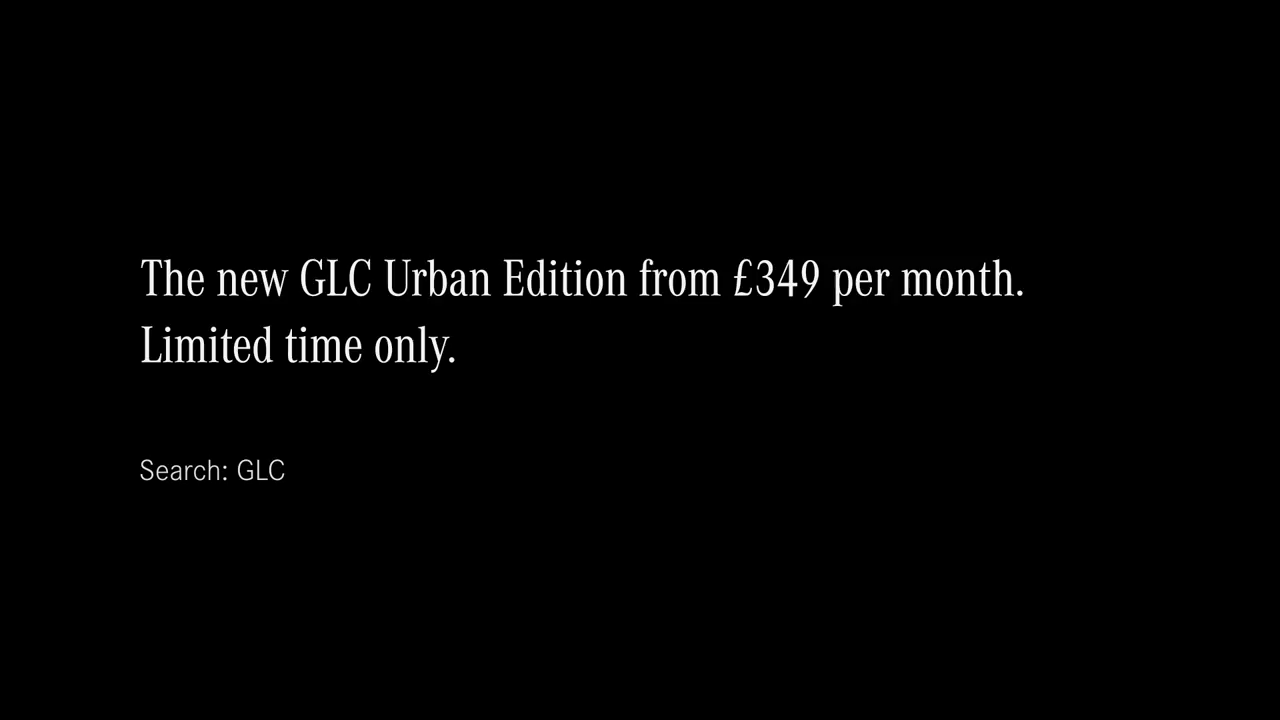 The new GLC Urban Edition from £349 per month.
Limited time only.
Search: GLC